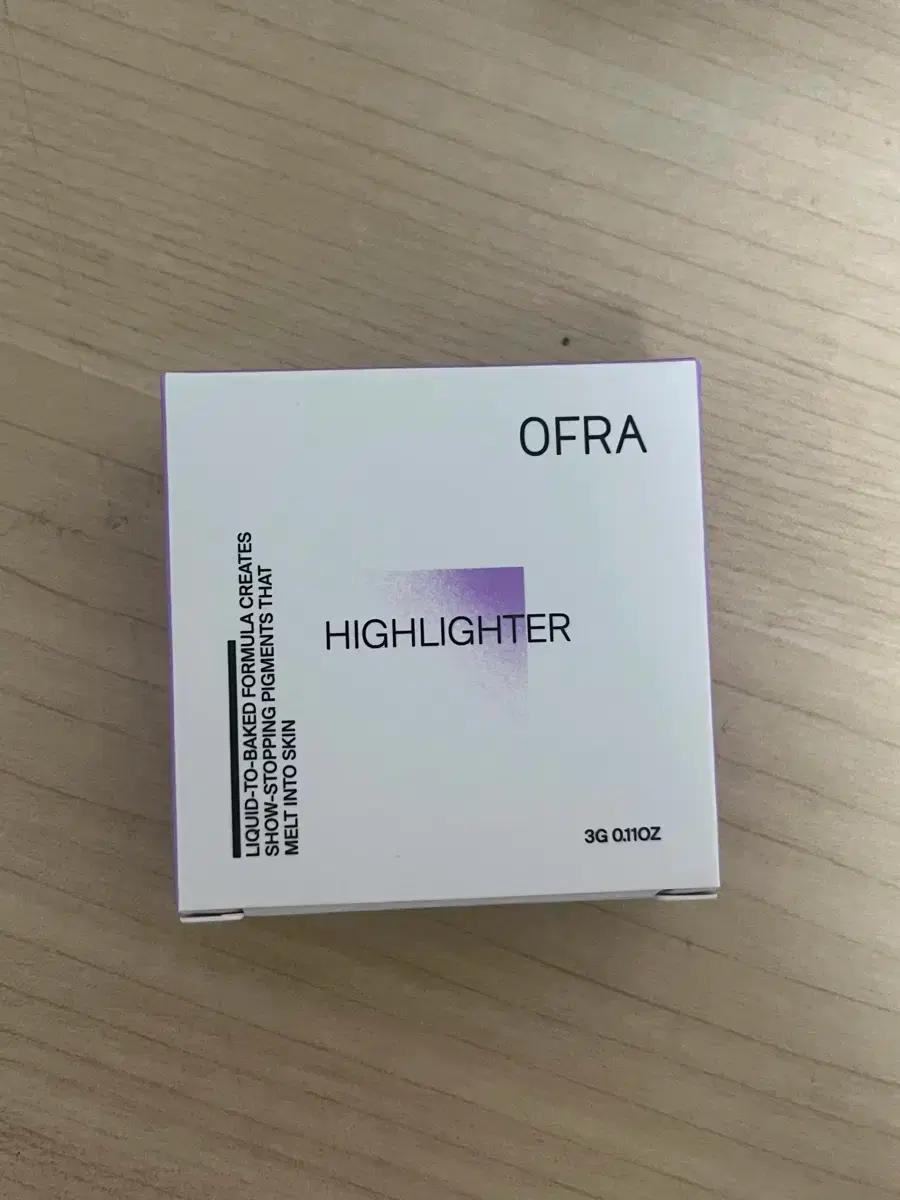 OFRA
HIGHLIGHTER
LIQUID-TO-BAKED FORMULA CREATES
SHOW-STOPPING PIGMENTS THAT
MELT INTO SKIN
3G 0.11OZ